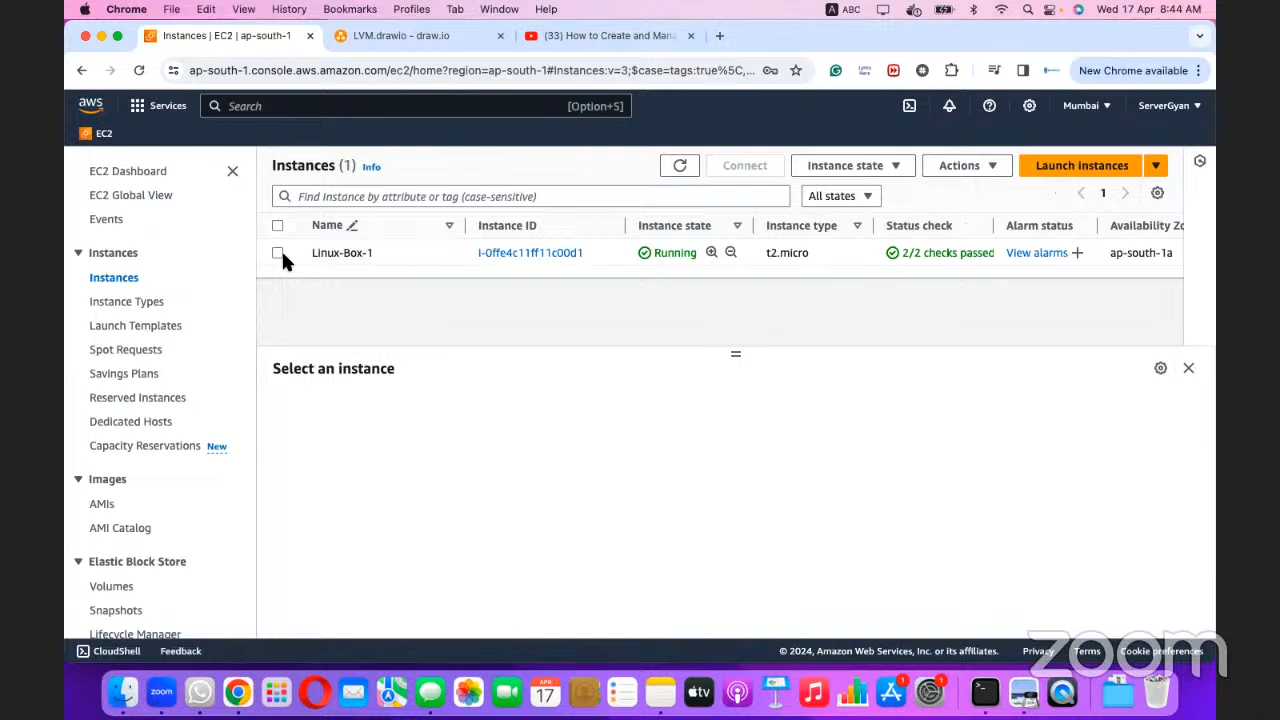 Chrome File Edit View History Bookmarks Profiles Tab Window Help A ABC Wed 17 Apr 8:44 AM
Instances | EC2 | ap-south-1 LVM.drawio - draw.io (33) How to Create and Mana
ap-south-1.console.aws.amazon.com/ec2/home?region=ap-south-1#Instances:v=3;$case=tags:true%5C,... New Chrome available
aws Services Search [Option+S] Mumbai ServerGyan
EC2
EC2 Dashboard
EC2 Global View
Events
Instances
Instances
Instance Types
Launch Templates
Spot Requests
Savings Plans
Reserved Instances
Dedicated Hosts
Capacity Reservations New
Images
AMIs
AMI Catalog
Elastic Block Store
Volumes
Snapshots
Lifecycle Manager
Instances (1) Info Connect Instance state Actions Launch instances
Find Instance by attribute or tag (case-sensitive) All states 1
Name Instance ID Instance state Instance type Status check Alarm status Availability Zo
Linux-Box-1 i-0ffe4c11ff11c00d1 Running t2.micro 2/2 checks passed View alarms ap-south-1a
Select an instance
CloudShell Feedback © 2024, Amazon Web Services, Inc. or its affiliates. Privacy Terms Cookie preferences
zoom
zoom APR 17 tv 1 1